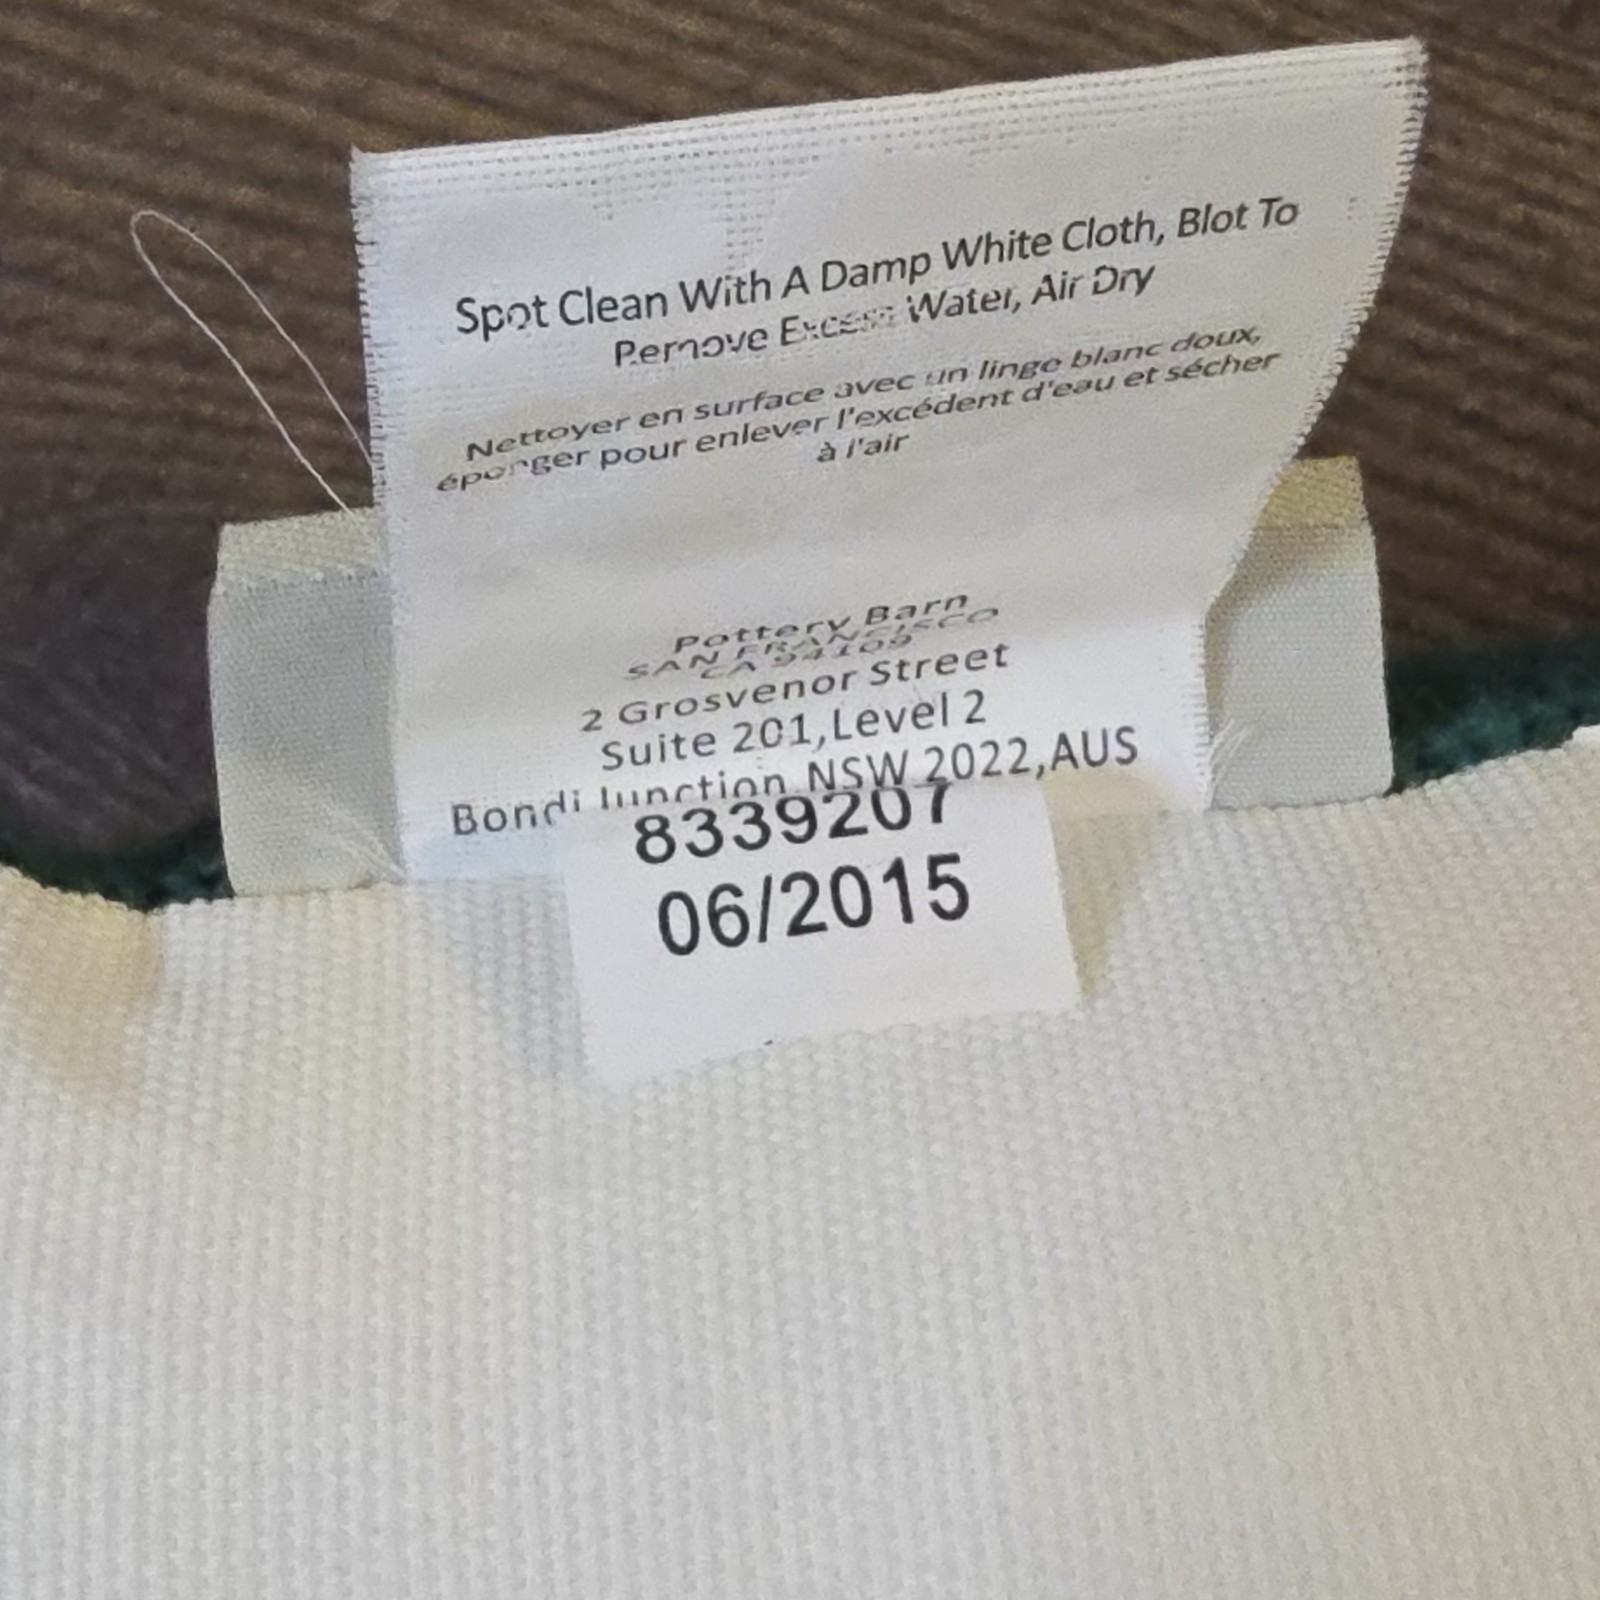 Spot Clean With A Damp White Cloth, Blot To
Remove Excess Water, Air Dry
Nettoyer en surface avec un linge blanc doux,
éponger pour enlever l'excédent d'eau et sécher
à l'air
Pottery Barn
SAN FRANCISCO
CA 94109
2 Grosvenor Street
Suite 201,Level 2
Bondi Junction NSW 2022,AUS
8339207
06/2015